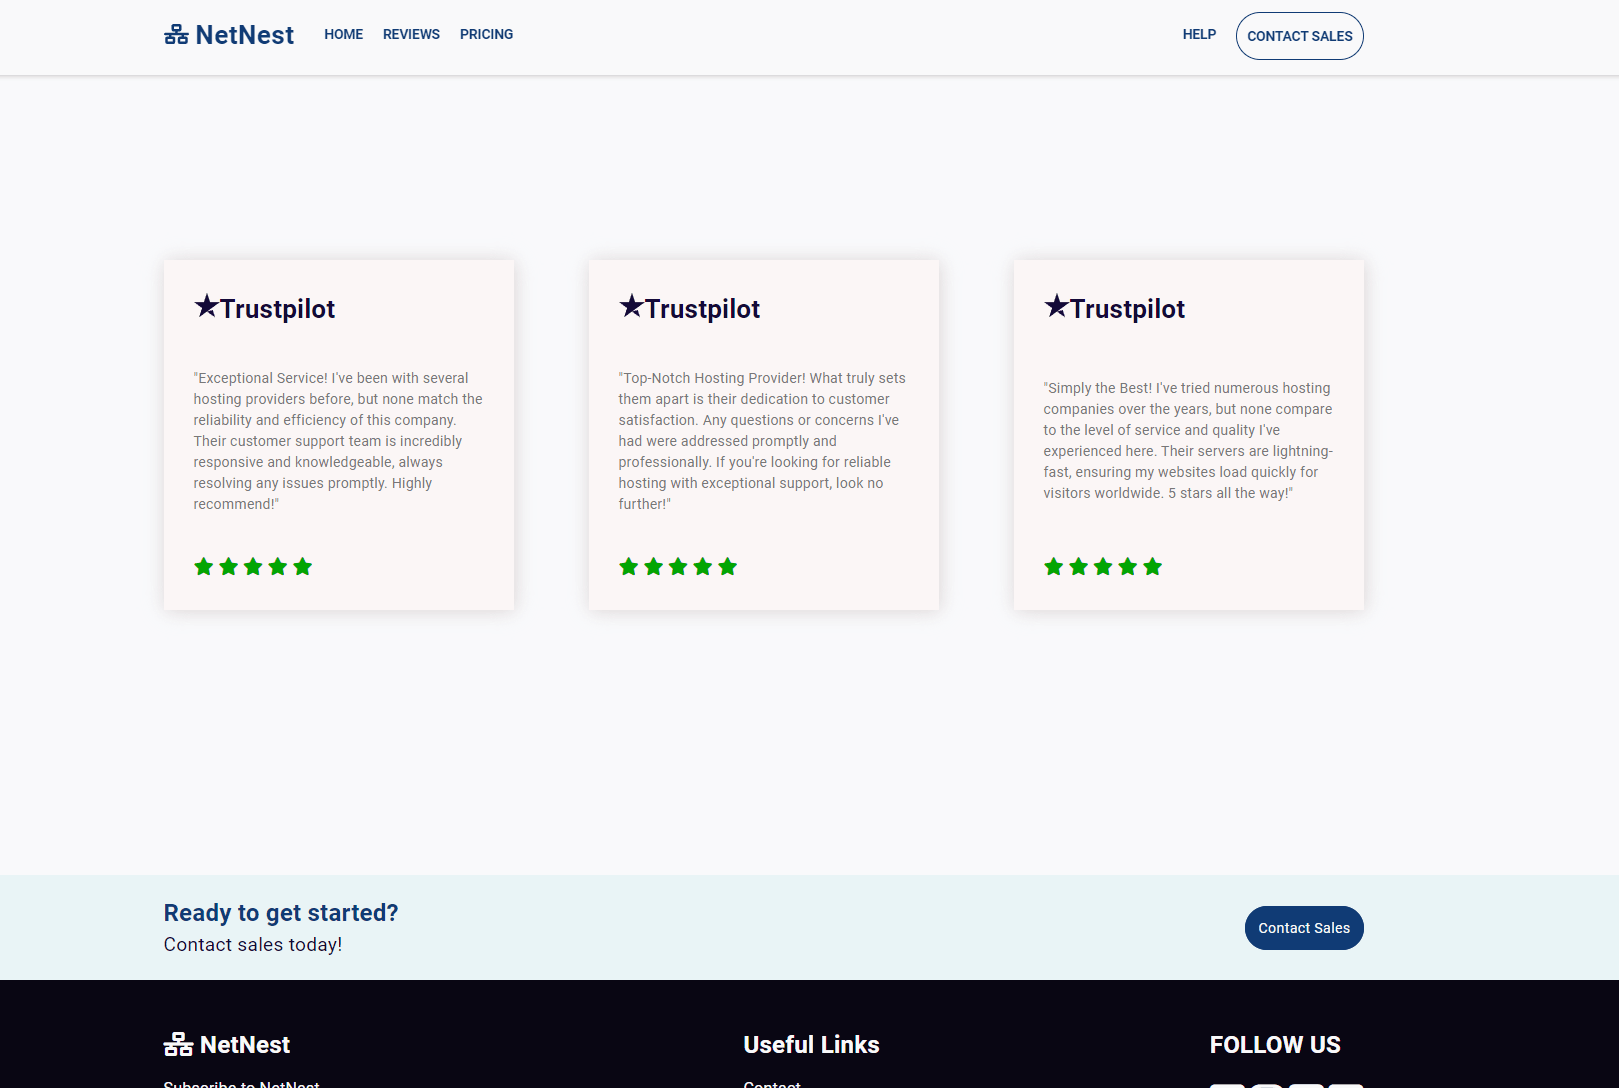 NetNest HOME REVIEWS PRICING HELP CONTACT SALES
Trustpilot
"Exceptional Service! I've been with several
hosting providers before, but none match the
reliability and efficiency of this company.
Their customer support team is incredibly
responsive and knowledgeable, always
resolving any issues promptly. Highly
recommend!"
Trustpilot
"Top-Notch Hosting Provider! What truly sets
them apart is their dedication to customer
satisfaction. Any questions or concerns I've
had were addressed promptly and
professionally. If you're looking for reliable
hosting with exceptional support, look no
further!"
Trustpilot
"Simply the Best! I've tried numerous hosting
companies over the years, but none compare
to the level of service and quality I've
experienced here. Their servers are lightning-
fast, ensuring my websites load quickly for
visitors worldwide. 5 stars all the way!"
Ready to get started?
Contact sales today!
Contact Sales
NetNest
Subscribe to NetNest
Useful Links
Contact
FOLLOW US